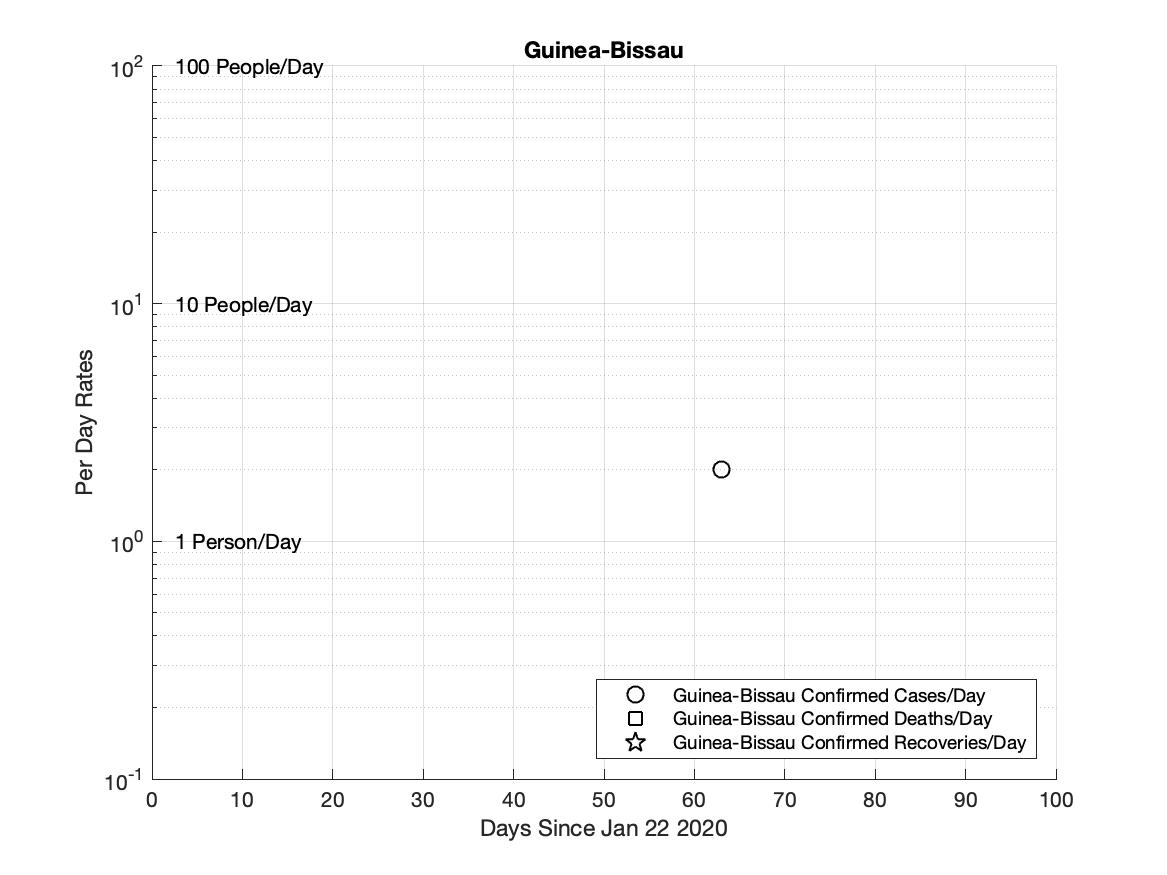 Guinea-Bissau
10^2
100 People/Day
10^1
10 People/Day
Per Day Rates
10^0
1 Person/Day
Guinea-Bissau Confirmed Cases/Day
Guinea-Bissau Confirmed Deaths/Day
Guinea-Bissau Confirmed Recoveries/Day
10^-1
0 10 20 30 40 50 60 70 80 90 100
Days Since Jan 22 2020